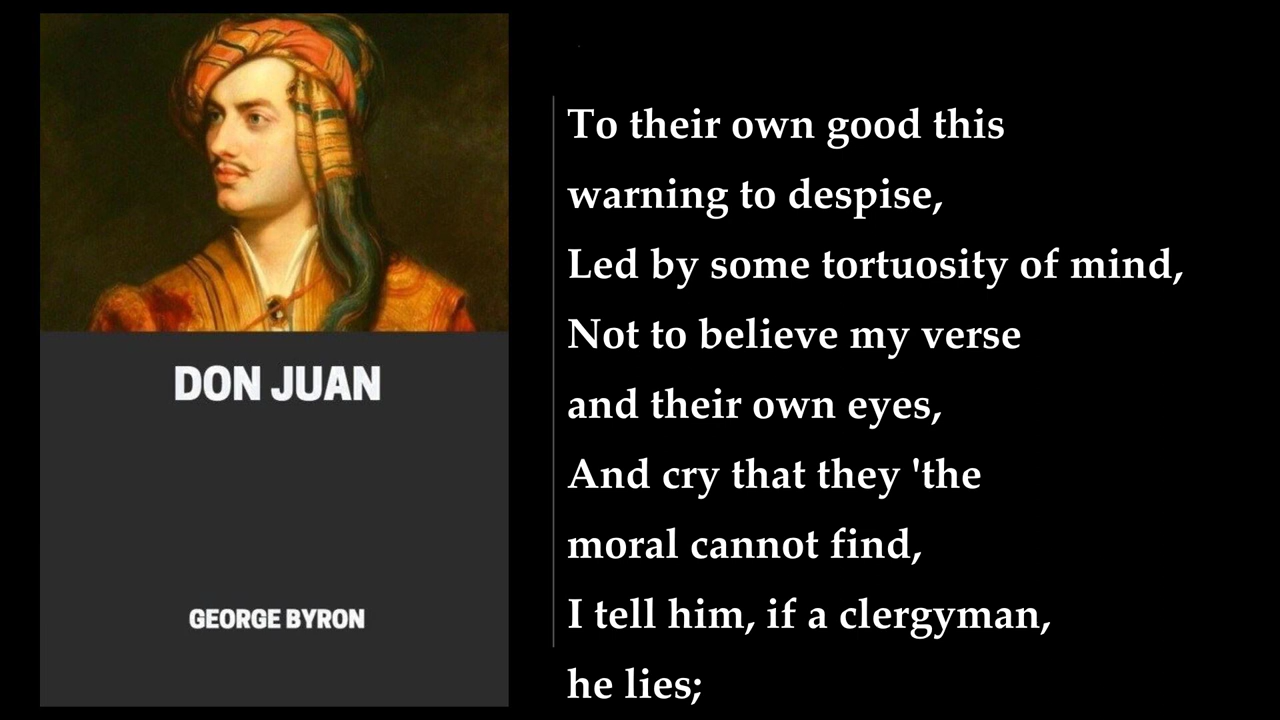 DON JUAN
GEORGE BYRON
To their own good this
warning to despise,
Led by some tortuosity of mind,
Not to believe my verse
and their own eyes,
And cry that they 'the
moral cannot find,
I tell him, if a clergyman,
he lies;